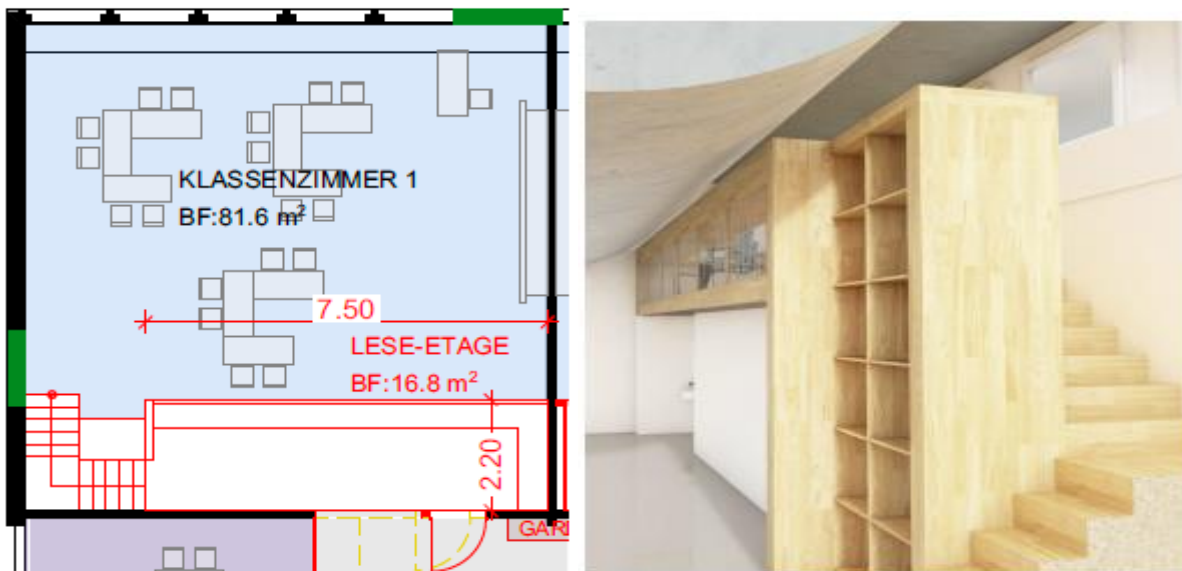 KLASSENZIMMER 1
BF:81.6 m²
7.50
LESE-ETAGE
BF:16.8 m²
2.20